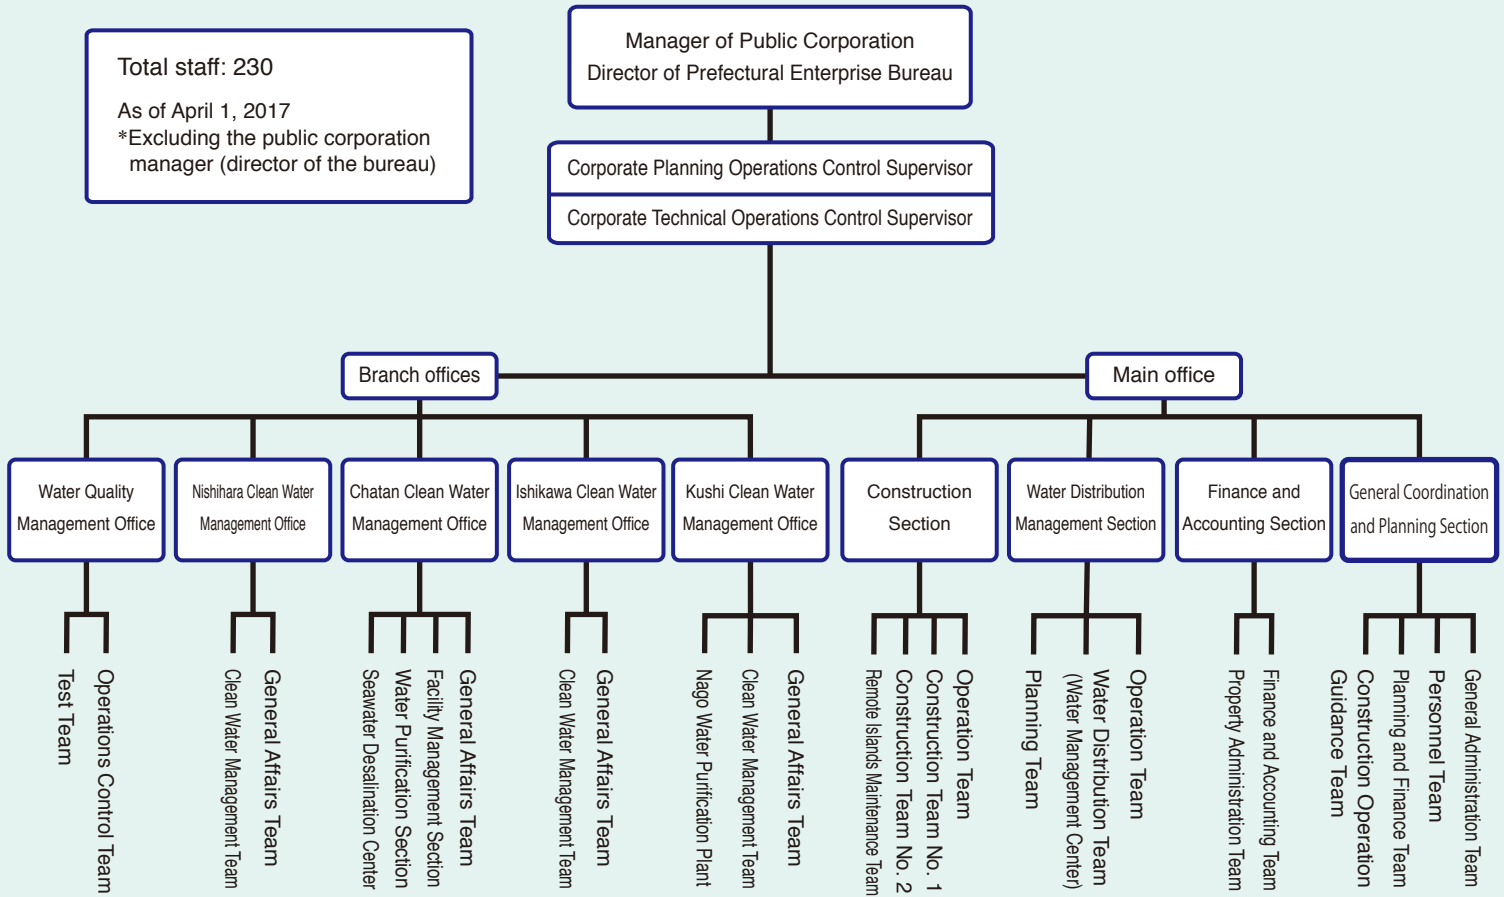 Total staff: 230
As of April 1, 2017
*Excluding the public corporation
manager (director of the bureau)
Manager of Public Corporation
Director of Prefectural Enterprise Bureau
Corporate Planning Operations Control Supervisor
Corporate Technical Operations Control Supervisor
Branch offices
Main office
Water Quality
Management Office
Nishihara Clean Water
Management Office
Chatan Clean Water
Management Office
Ishikawa Clean Water
Management Office
Kushi Clean Water
Management Office
Construction
Section
Water Distribution
Management Section
Finance and
Accounting Section
General Coordination
and Planning Section
Test Team
Operations Control Team
Clean Water Management Team
General Affairs Team
Seawater Desalination Center
Water Purification Section
Facility Management Section
General Affairs Team
Clean Water Management Team
General Affairs Team
Nago Water Purification Plant
Clean Water Management Team
General Affairs Team
Remote Islands Maintenance Team
Construction Team No. 2
Construction Team No. 1
Operation Team
Planning Team
Water Distribution Team
(Water Management Center)
Operation Team
Property Administration Team
Finance and Accounting Team
Construction Operation
Guidance Team
Planning and Finance Team
Personnel Team
General Administration Team